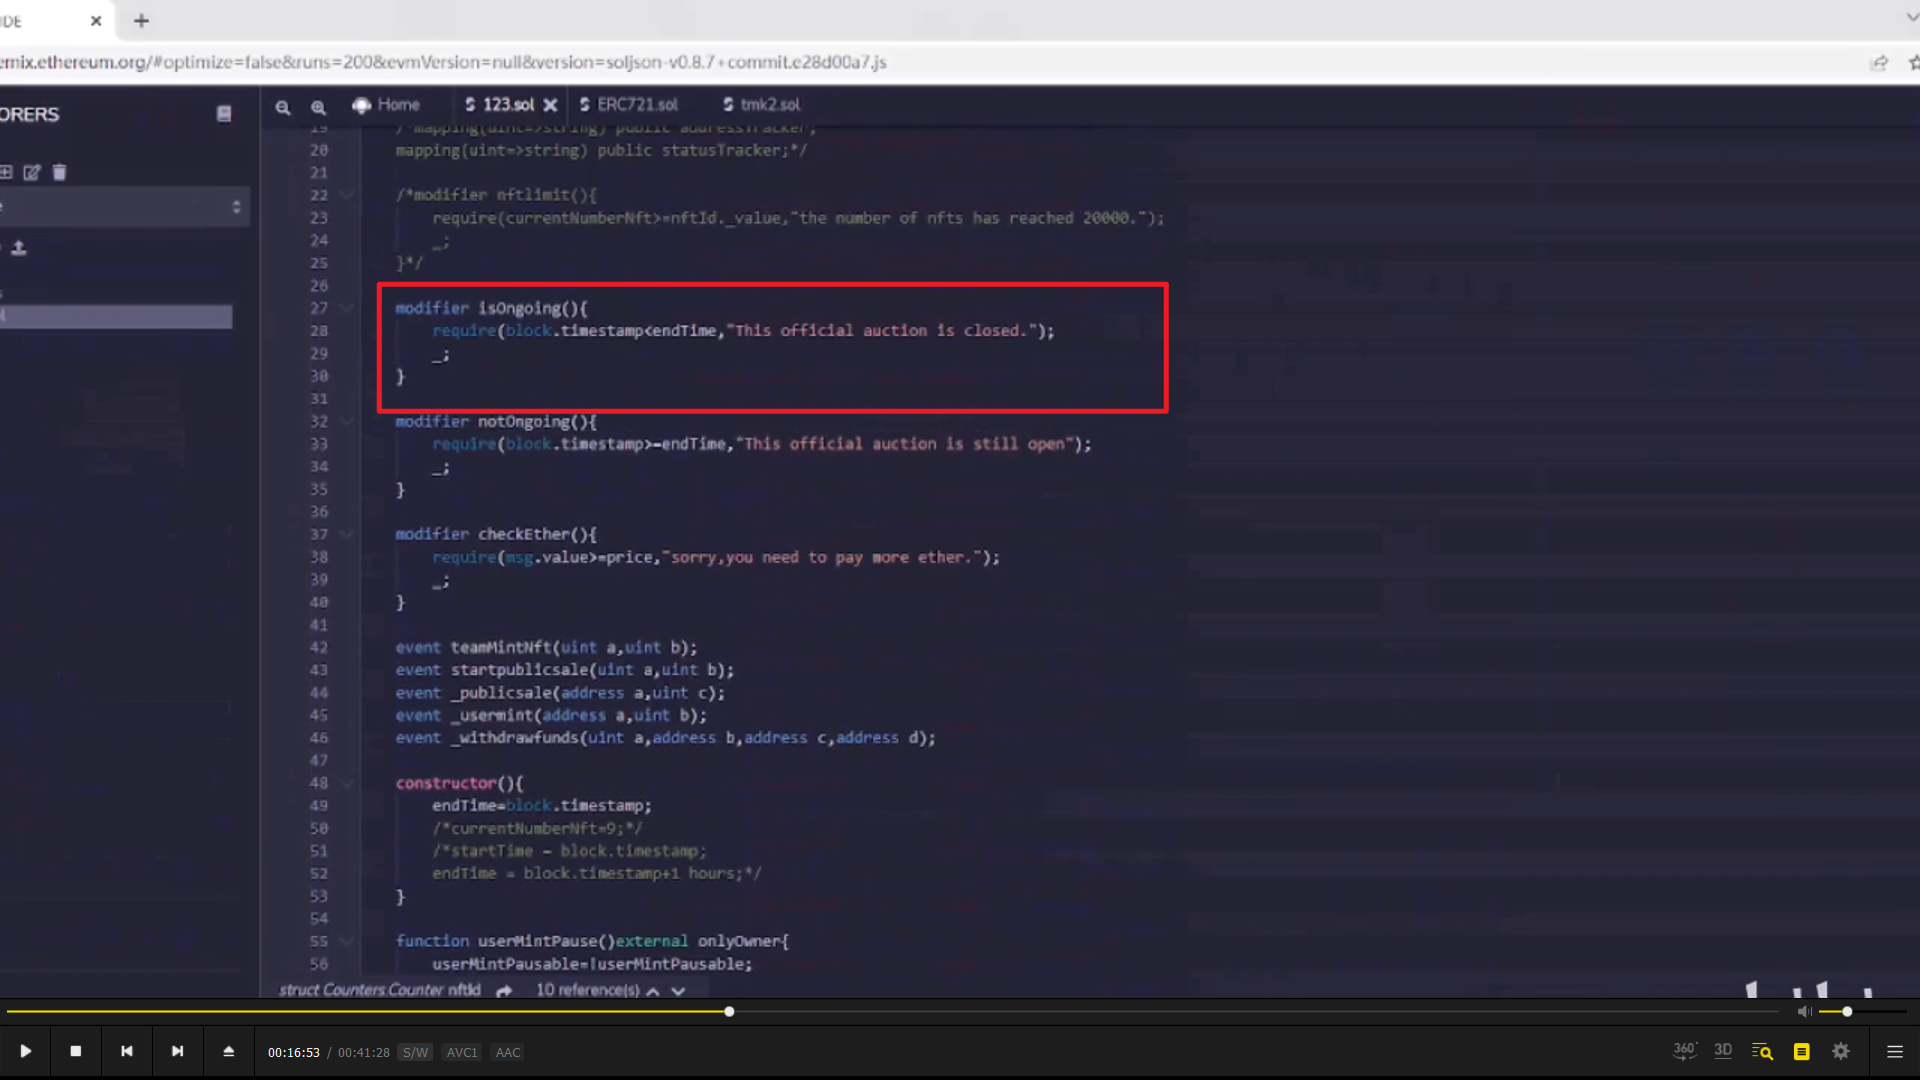 IDE
emix.ethereum.org/#optimize=false&runs=200&evmVersion=null&version=soljson-v0.8.7+commit.e28d00a7.js
ORERS
Home
123.sol
ERC721.sol
tmk2.sol
19 /*mapping(uint=>string) public addressTracker;
20 mapping(uint=>string) public statusTracker;*/
21
22 /*modifier nftlimit(){
23 require(currentNumberNft>=nftId._value,"the number of nfts has reached 20000.");
24 _;
25 }*/
26
27 modifier isOngoing(){
28 require(block.timestamp<endTime,"This official auction is closed.");
29 _;
30 }
31
32 modifier notOngoing(){
33 require(block.timestamp>=endTime,"This official auction is still open");
34 _;
35 }
36
37 modifier checkEther(){
38 require(msg.value>=price,"sorry,you need to pay more ether.");
39 _;
40 }
41
42 event teamMintNft(uint a,uint b);
43 event startpublicsale(uint a,uint b);
44 event _publicsale(address a,uint c);
45 event _usermint(address a,uint b);
46 event _withdrawfunds(uint a,address b,address c,address d);
47
48 constructor(){
49 endTime=block.timestamp;
50 /*currentNumberNft=9;*/
51 /*startTime = block.timestamp;
52 endTime = block.timestamp+1 hours;*/
53 }
54
55 function userMintPause()external onlyOwner{
56 userMintPausable=!userMintPausable;
struct Counters.Counter nftId 10 reference(s)
00:16:53 / 00:41:28 S/W AVC1 AAC
360° 3D